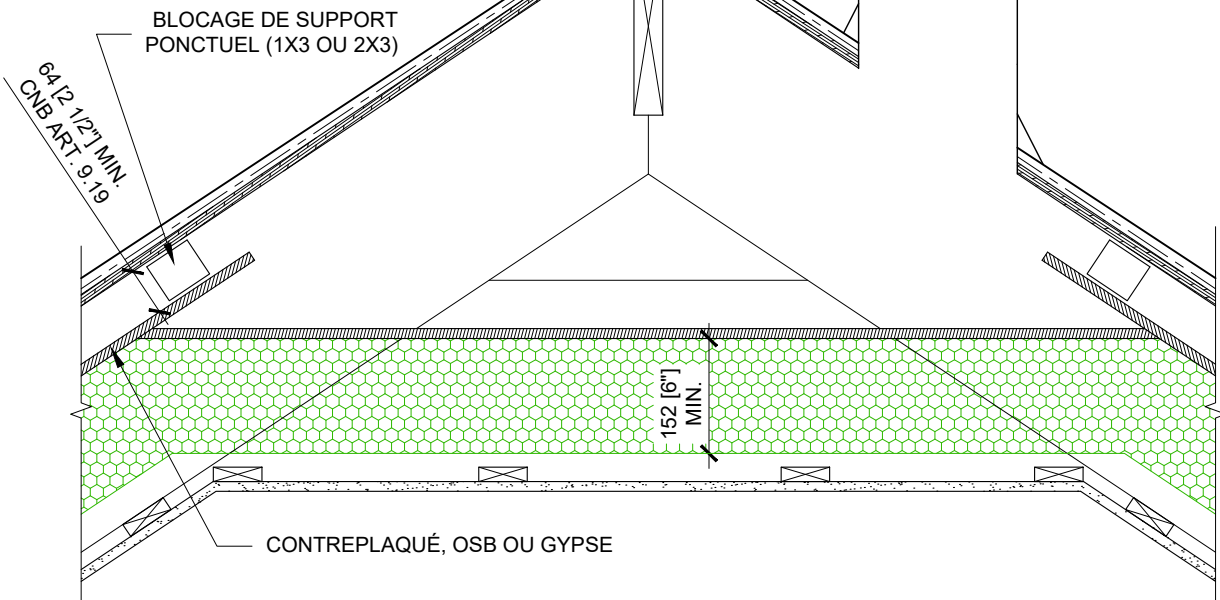 BLOCAGE DE SUPPORT
PONCTUEL (1X3 OU 2X3)
64 [2 1/2"] MIN.
CNB ART. 9.19
152 [6"]
MIN.
CONTREPLAQUÉ, OSB OU GYPSE